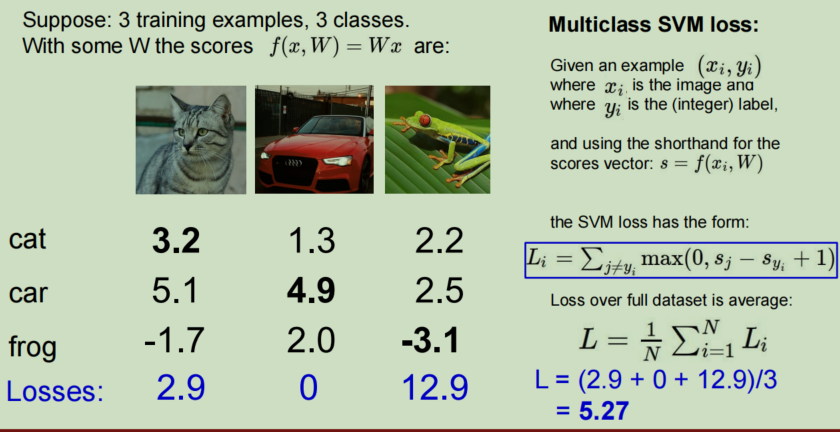 Suppose: 3 training examples, 3 classes.
With some W the scores f(x, W) = Wx are:
cat 3.2 1.3 2.2
car 5.1 4.9 2.5
frog -1.7 2.0 -3.1
Losses: 2.9 0 12.9
Multiclass SVM loss:
Given an example (x_i, y_i)
where x_i is the image and
where y_i is the (integer) label,
and using the shorthand for the
scores vector: s = f(x_i, W)
the SVM loss has the form:
L_i = ∑_{j≠y_i} max(0, s_j − s_{y_i} + 1)
Loss over full dataset is average:
L = \frac{1}{N} ∑_{i=1}^{N} L_i
L = (2.9 + 0 + 12.9)/3
= 5.27